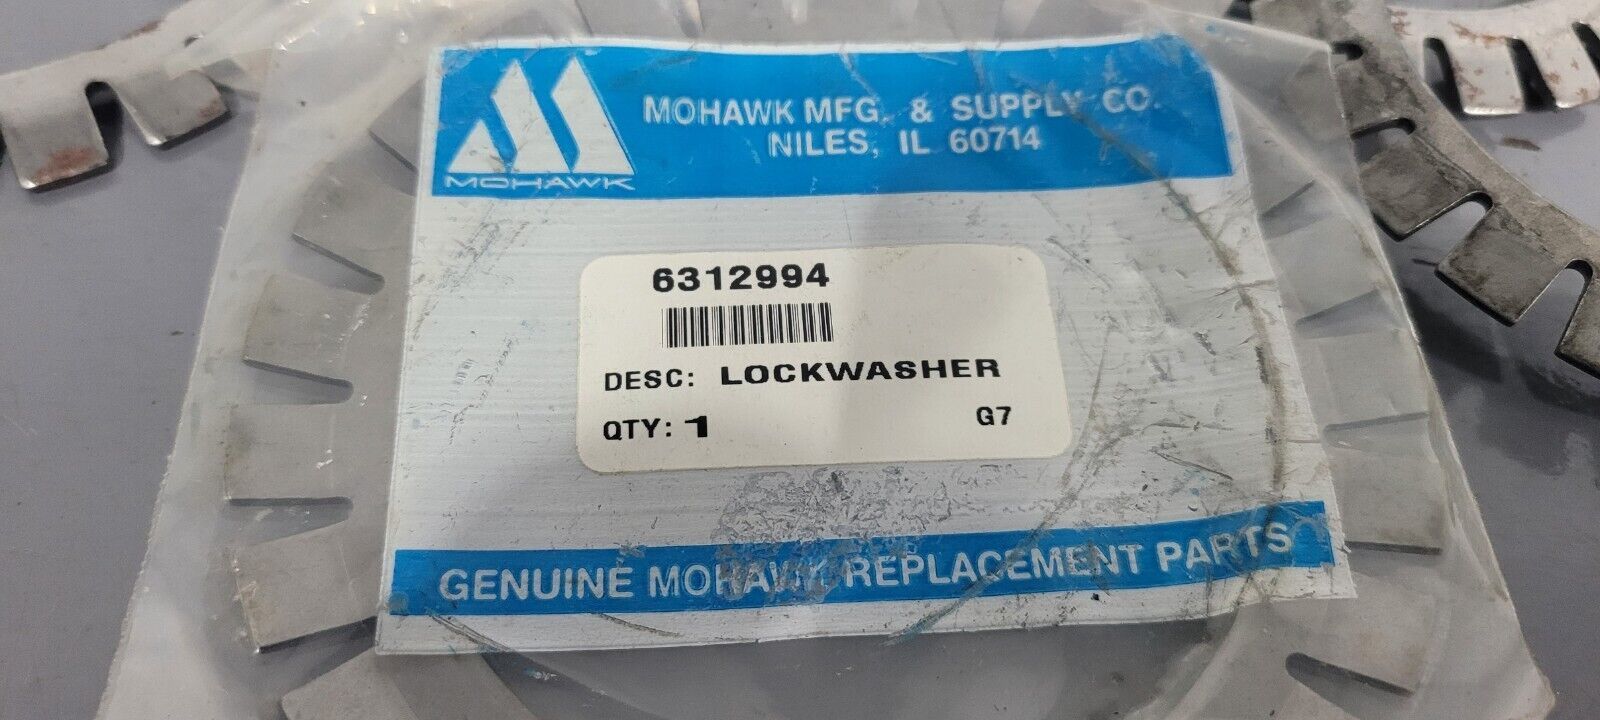 MOHAWK MFG. & SUPPLY CO.
NILES, IL 60714
MOHAWK
6312994
DESC: LOCKWASHER
QTY: 1 G7
GENUINE MOHAWK REPLACEMENT PARTS